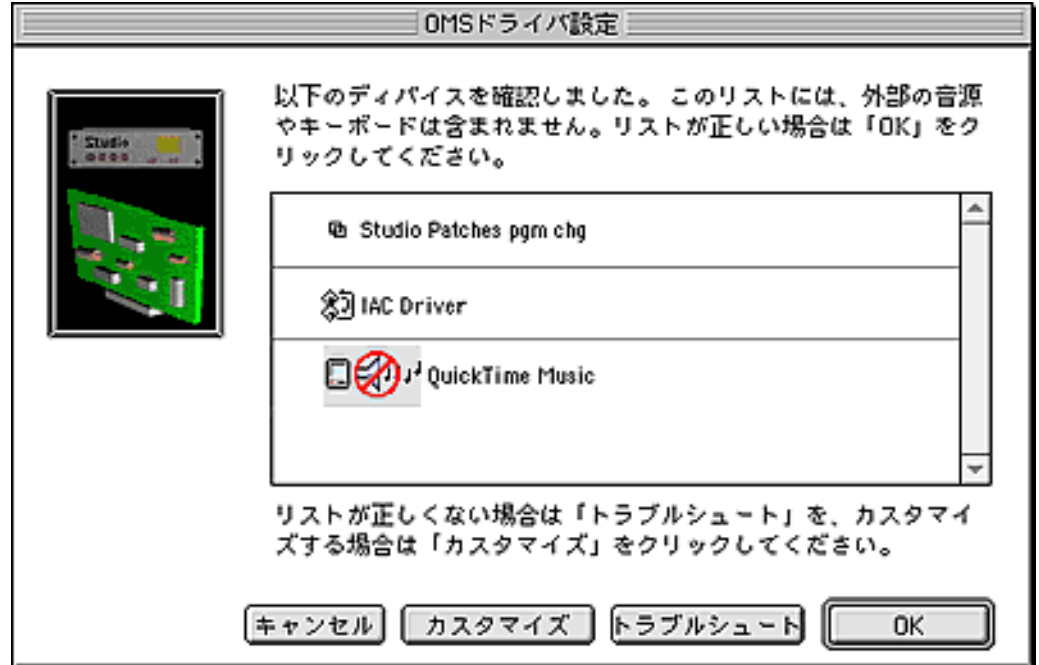 OMSドライバ設定
以下のディバイスを確認しました。このリストには、外部の音源
やキーボードは含まれません。リストが正しい場合は「OK」をク
リックしてください。
Studio
Studio Patches pgm chg
IAC Driver
QuickTime Music
リストが正しくない場合は「トラブルシュート」を、カスタマイ
ズする場合は「カスタマイズ」をクリックしてください。
キャンセル カスタマイズ トラブルシュート OK